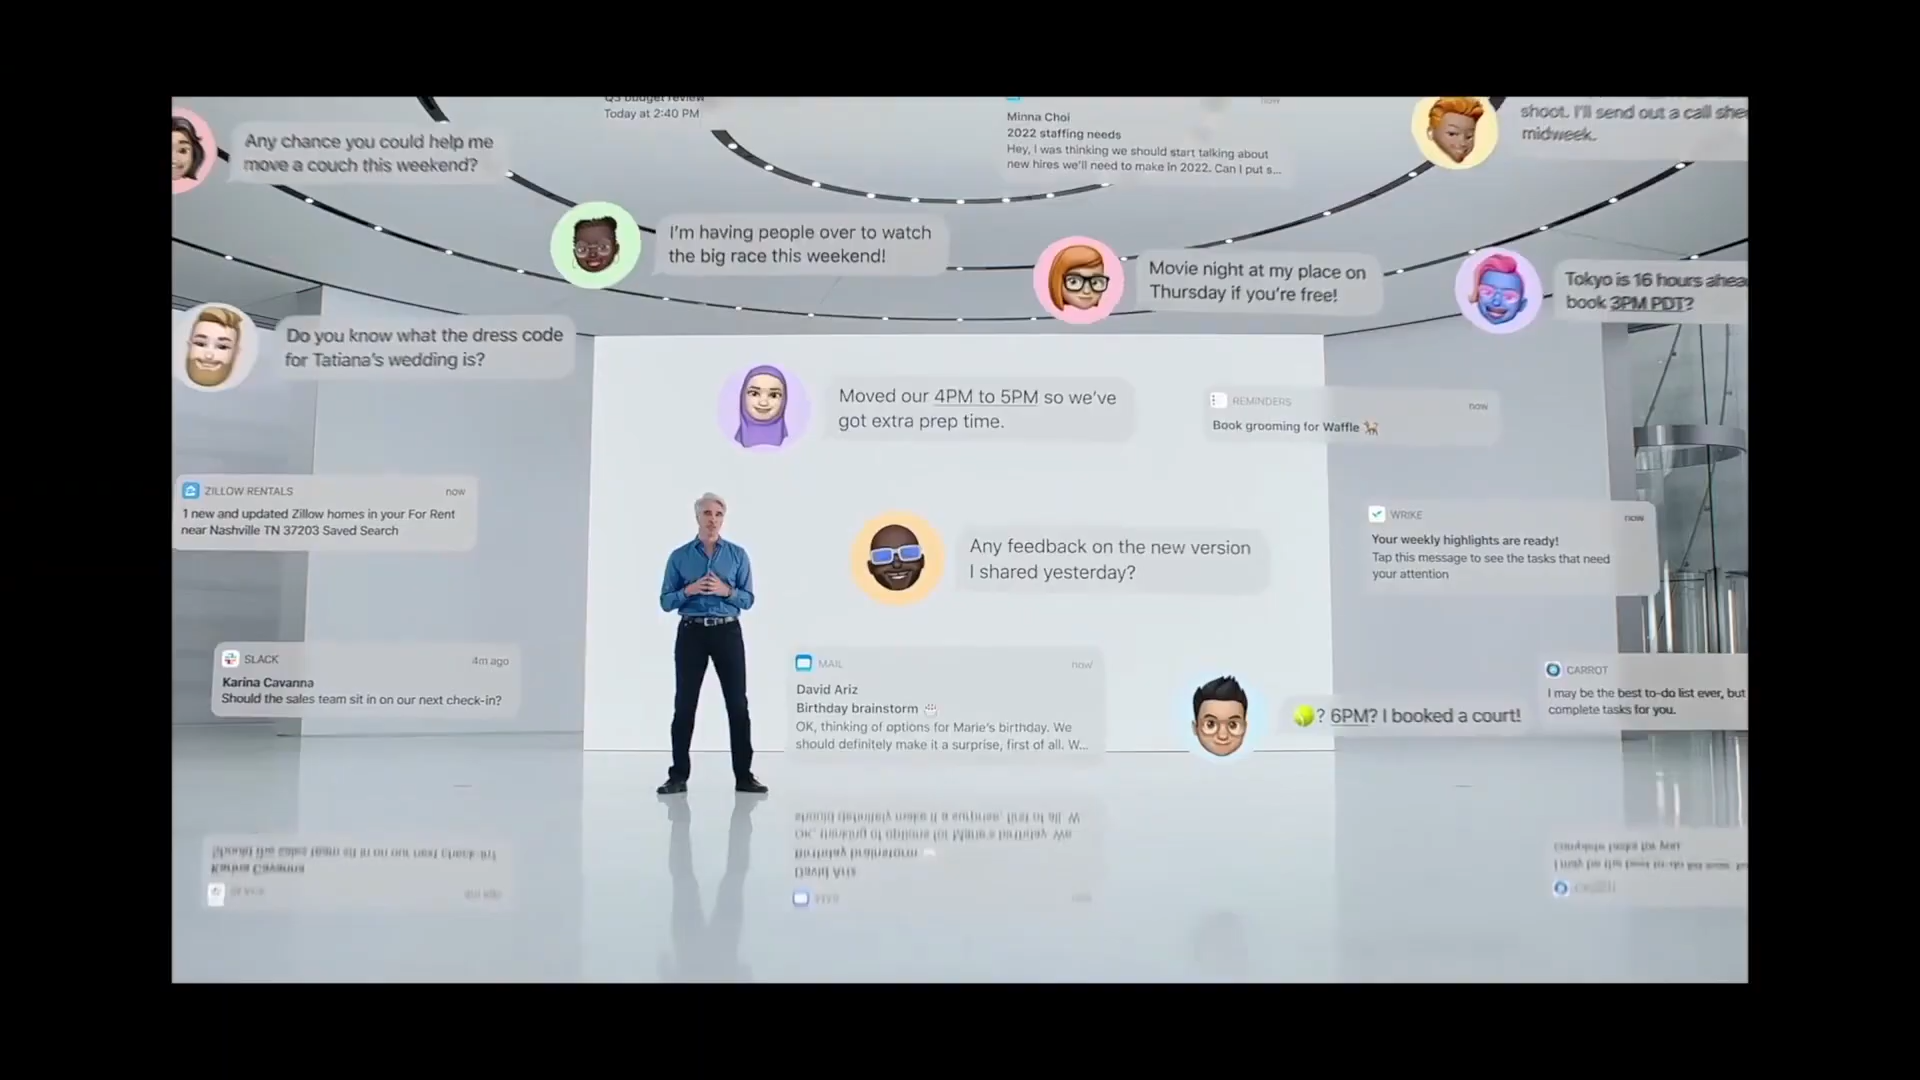 Q3 budget review
Today at 2:40 PM
now
Minna Choi
2022 staffing needs
Hey, I was thinking we should start talking about
new hires we'll need to make in 2022. Can I put s...
shoot. I'll send out a call
midweek.
Any chance you could help me
move a couch this weekend?
I'm having people over to watch
the big race this weekend!
Movie night at my place on
Thursday if you're free!
Tokyo is 16 hours
book 3PM PDT?
Do you know what the dress code
for Tatiana's wedding is?
Moved our 4PM to 5PM so we've
got extra prep time.
REMINDERS
now
Book grooming for Waffle 🐕
ZILLOW RENTALS
now
1 new and updated Zillow homes in your For Rent
near Nashville TN 37203 Saved Search
Any feedback on the new version
I shared yesterday?
WRIKE
now
Your weekly highlights are ready!
Tap this message to see the tasks that need
your attention
SLACK
4m ago
Karina Cavanna
Should the sales team sit in on our next check-in?
MAIL
now
David Ariz
Birthday brainstorm 🎂
OK, thinking of options for Marie's birthday. We
should definitely make it a surprise, first of all. W...
🎾? 6PM? I booked a court!
CARROT
I may be the best to-do list ever, but
complete tasks for you.